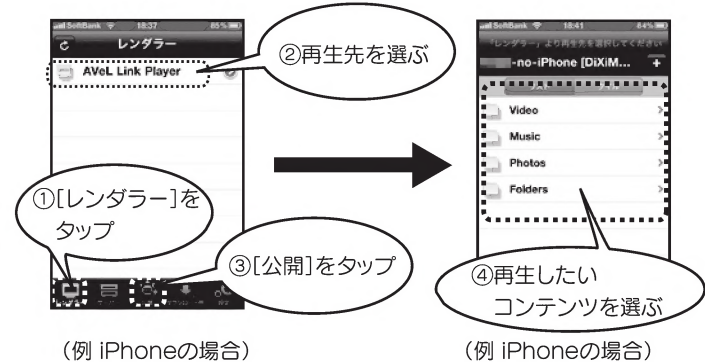 SoftBank 18:37 85%
レンダラー
AVeL Link Player
②再生先を選ぶ
①[レンダラー]を
タップ
③[公開]をタップ
(例 iPhoneの場合)
SoftBank 18:41 84%
「レンダラー」より再生先を選択してください
-no-iPhone [DiXiM... +
Video
Music
Photos
Folders
④再生したい
コンテンツを選ぶ
(例 iPhoneの場合)